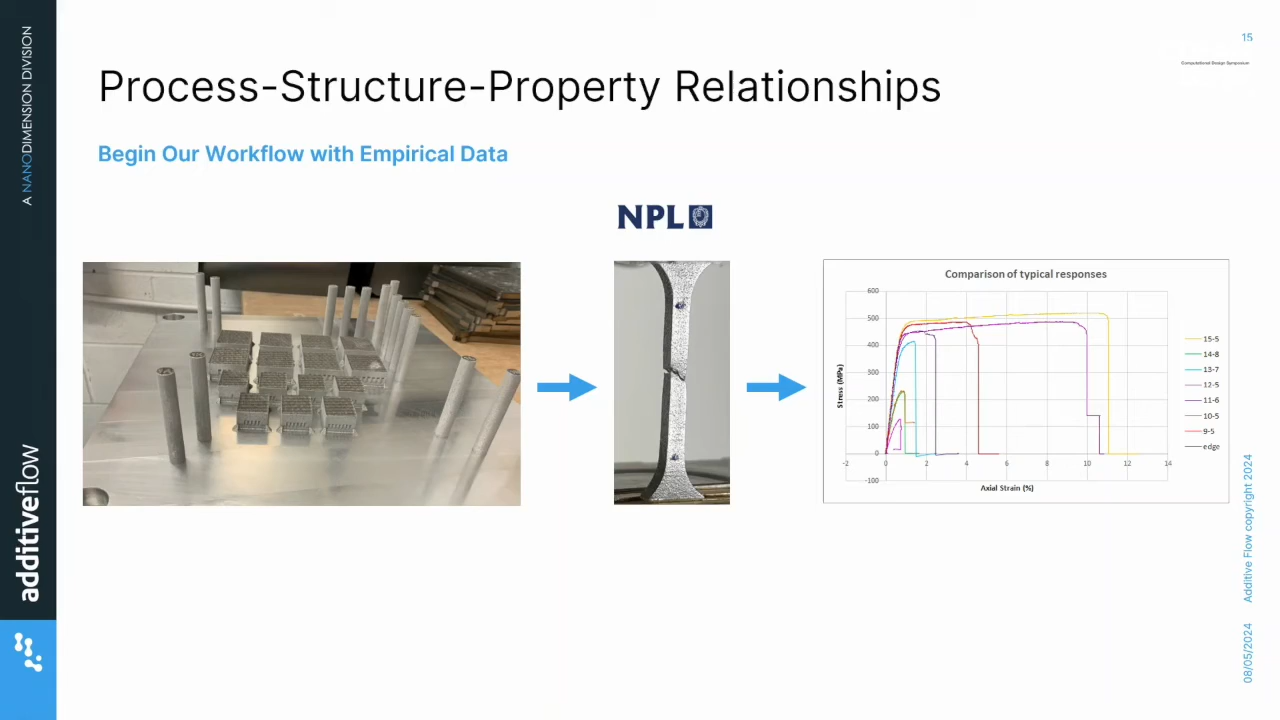 15
Computational Design Symposium
Process-Structure-Property Relationships
Begin Our Workflow with Empirical Data
A NANODIMENSION DIVISION
additiveflow
NPL
Comparison of typical responses
Stress (MPa)
600
500
400
300
200
100
0
-100
-2
0
2
4
6
8
10
12
14
Axial Strain (%)
15-5
14-8
13-7
12-5
11-6
10-5
9-5
edge
Additive Flow copyright 2024
08/05/2024